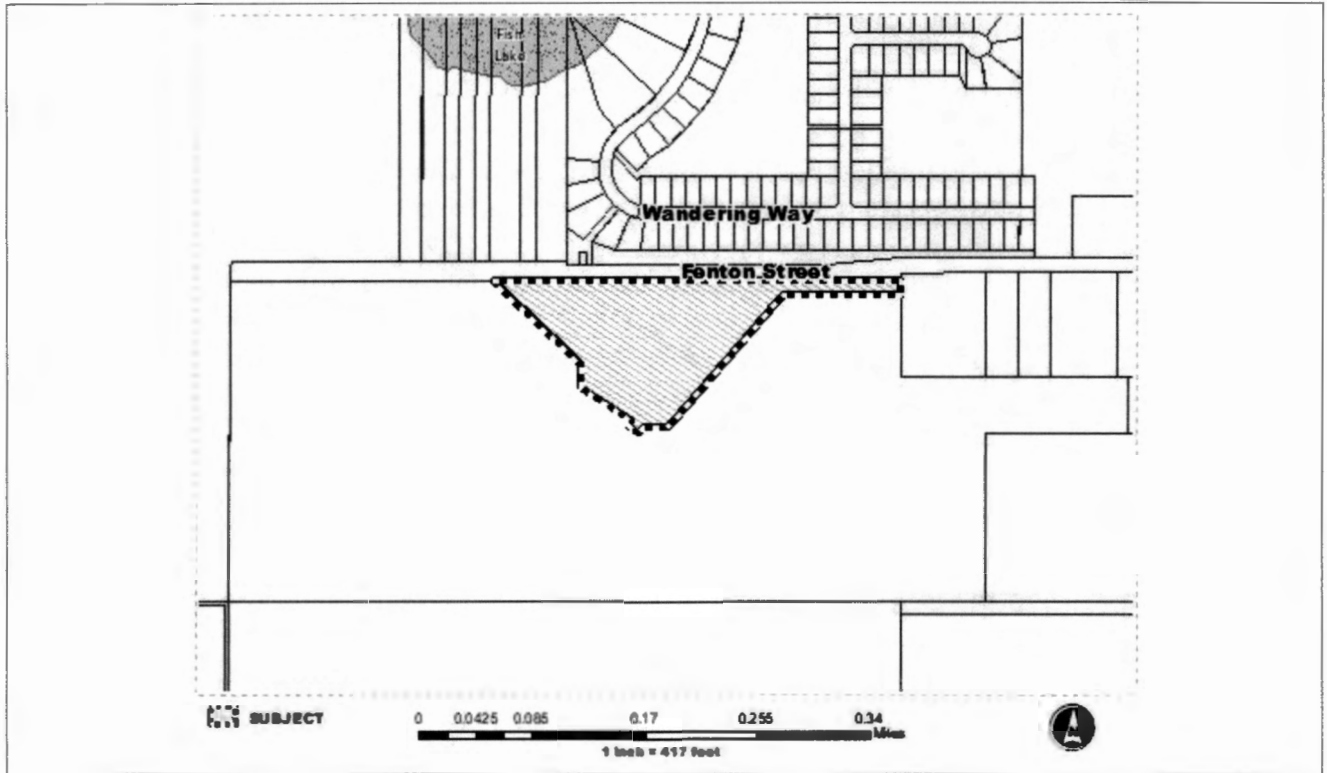 Fish
Lake
Wandering Way
Fenton Street
SUBJECT
0 0.0425 0.085 0.17 0.255 0.34
Miles
1 inch = 417 feet
N